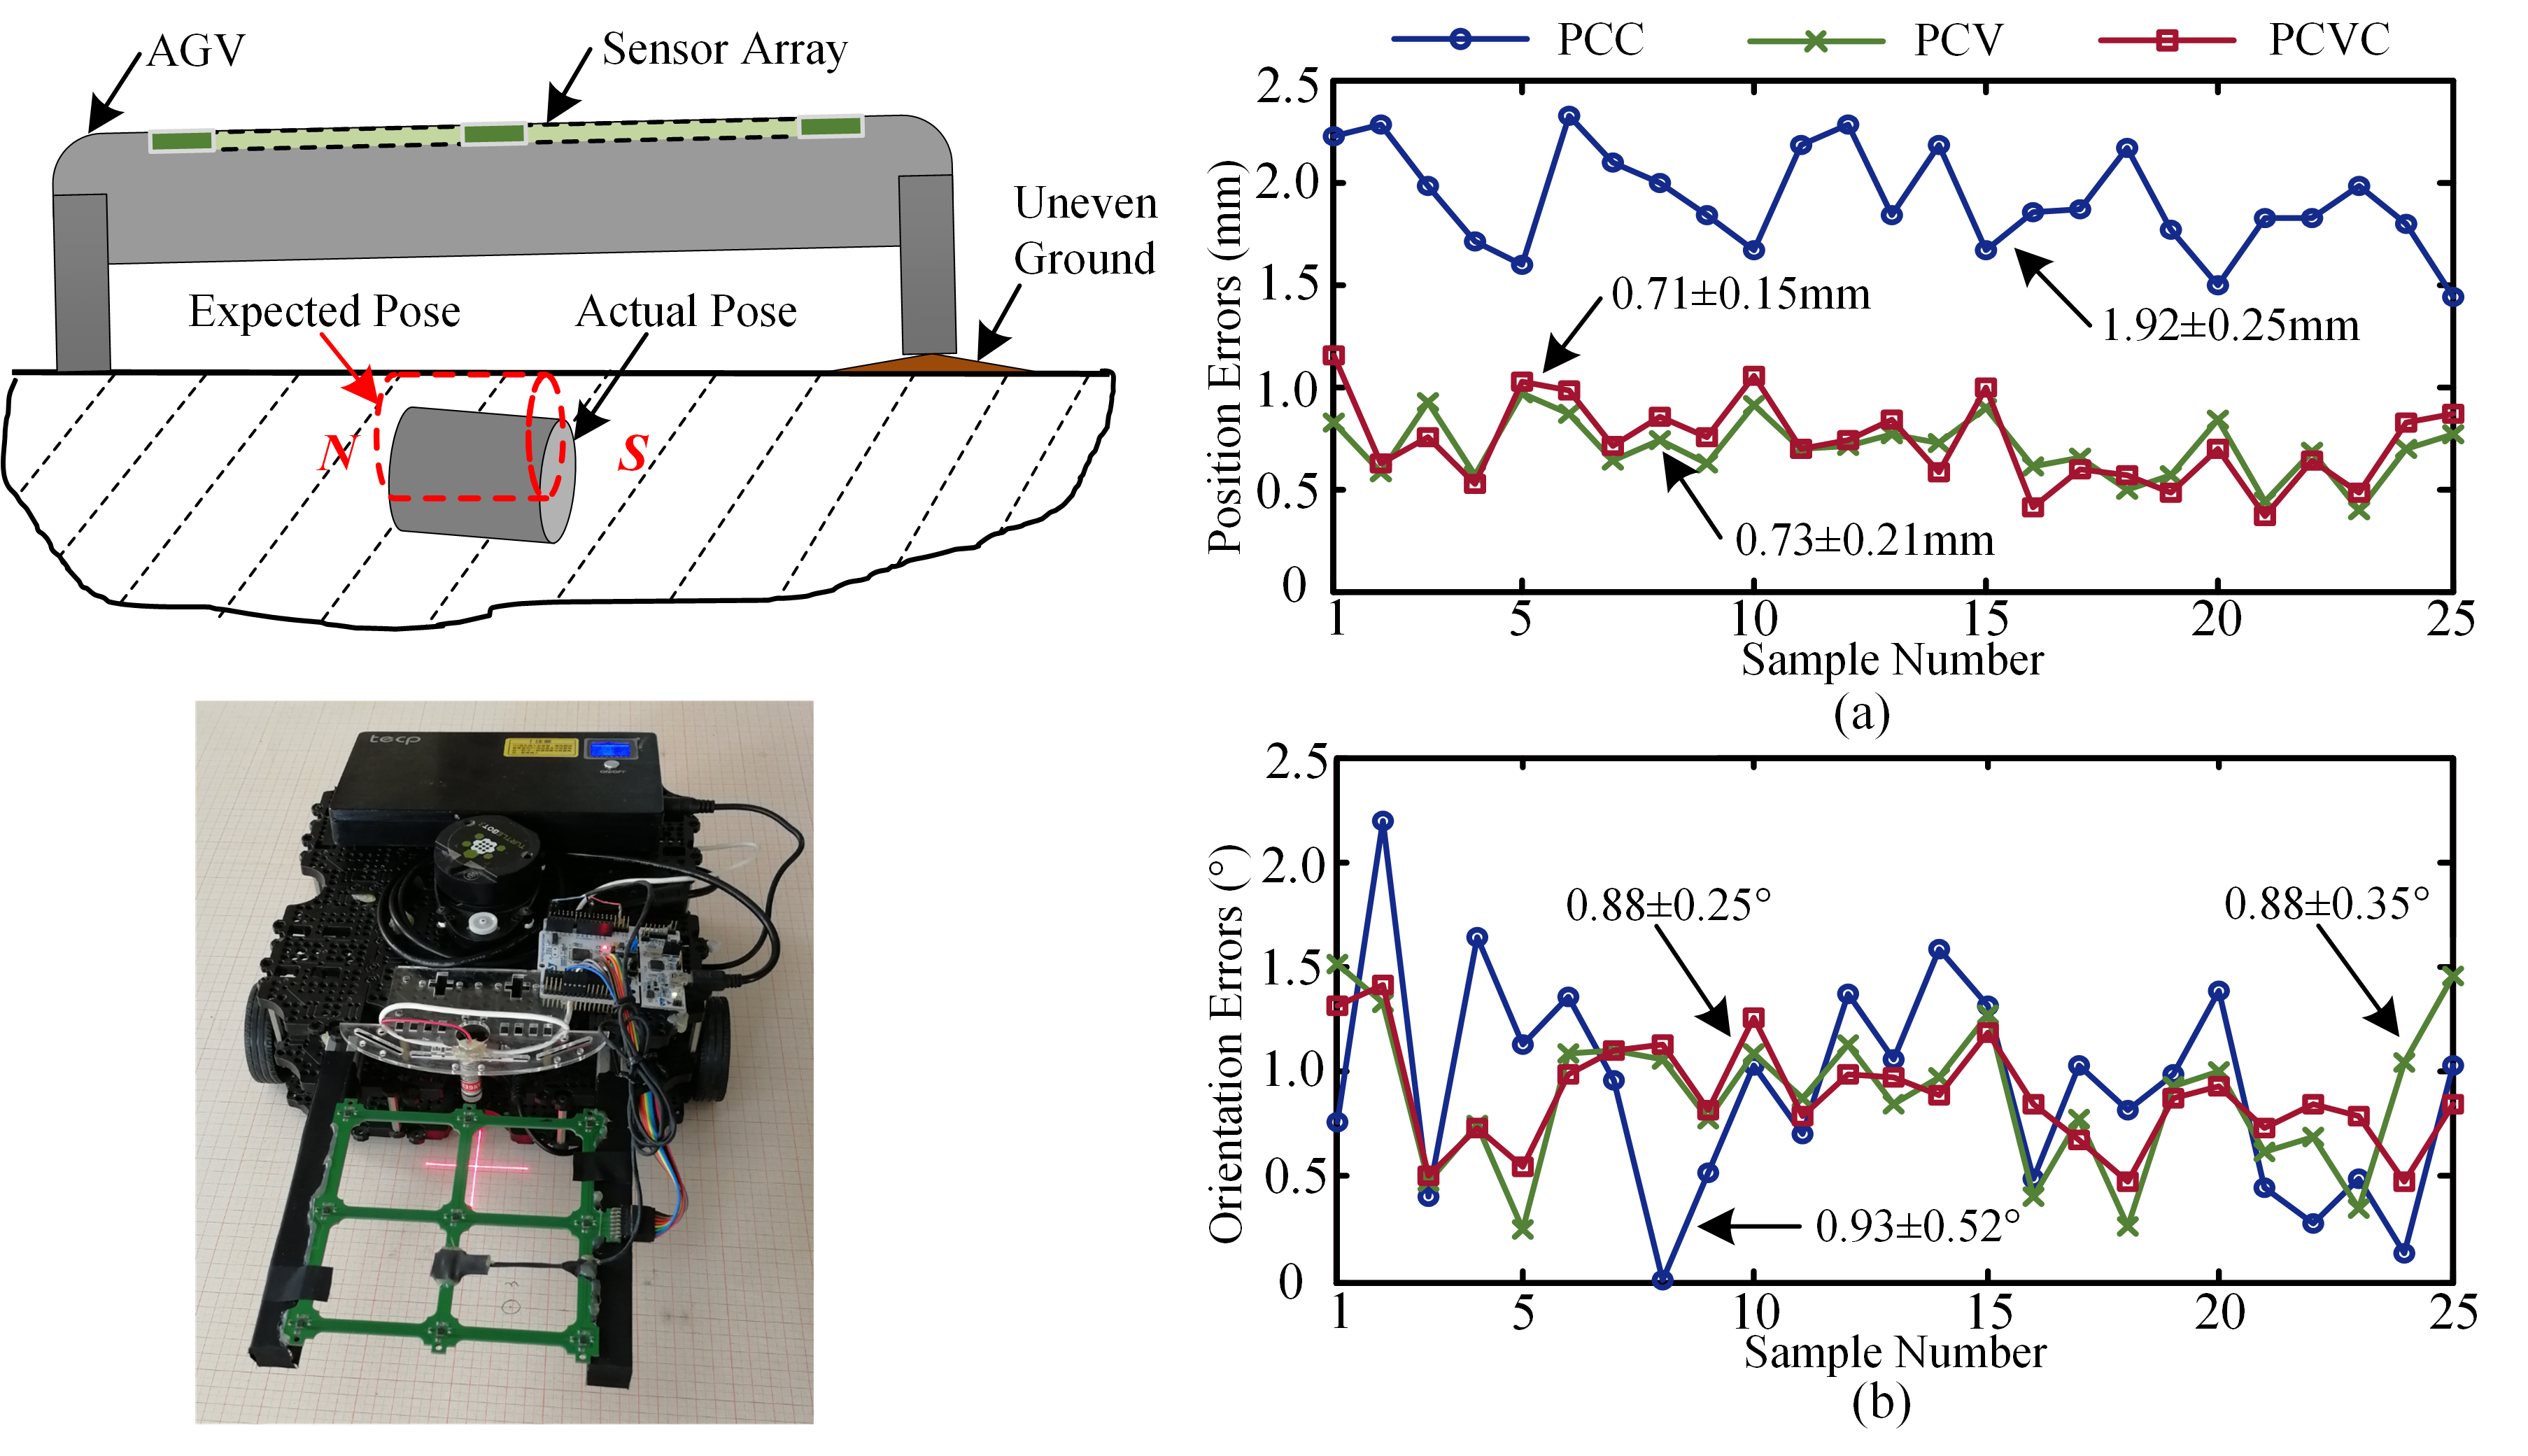 AGV
Sensor Array
Uneven
Ground
Expected Pose
Actual Pose
N
S
tecp
ON/OFF
PCC
PCV
PCVC
2.5
2.0
1.5
1.0
0.5
0
Position Errors (mm)
0.71±0.15mm
1.92±0.25mm
0.73±0.21mm
1
5
10
15
20
25
Sample Number
(a)
2.5
2.0
1.5
1.0
0.5
0
Orientation Errors (°)
0.88±0.25°
0.88±0.35°
0.93±0.52°
1
5
10
15
20
25
Sample Number
(b)